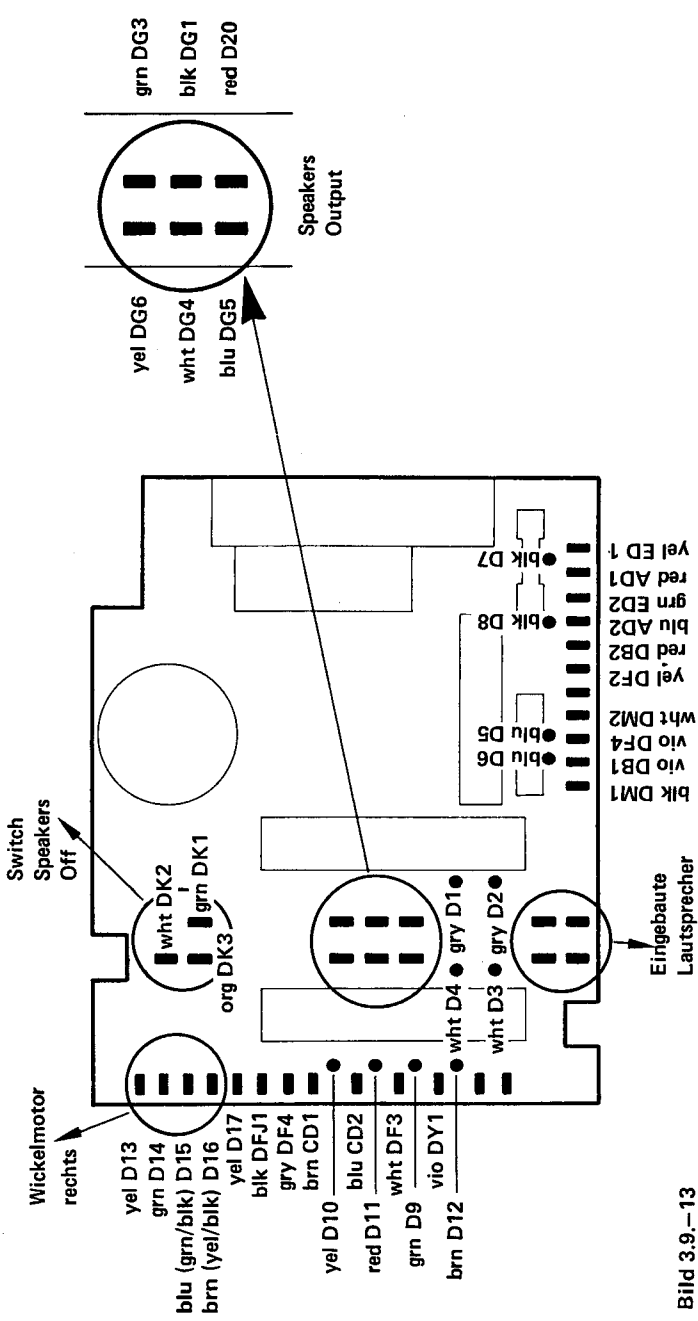 grn DG3
blk DG1
red D20
yel DG6
wht DG4
blu DG5
Speakers
Output
Switch
Speakers
Off
wht DK2
grn DK1
org DK3
Wickelmotor
rechts
yel D13
grn D14
blu (grn/blk) D15
brn (yel/blk) D16
yel D17
blk DFJ1
gry DF4
brn CD1
yel D10
blu CD2
red D11
wht DF3
grn D9
vio DY1
brn D12
wht D4
gry D1
wht D3
gry D2
Eingebaute
Lautsprecher
blk D7
blk D8
blu D5
blu D6
yel ED 1
red AD1
grn ED2
blu AD2
red DB2
yel DF2
wht DM2
vio DF4
vio DB1
blk DM1
Bild 3.9.–13